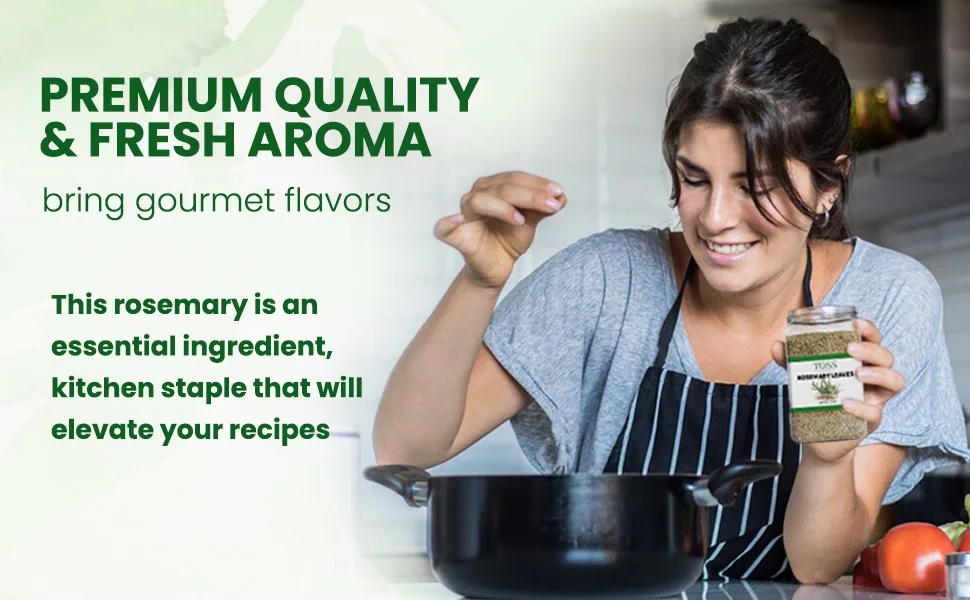 PREMIUM QUALITY
& FRESH AROMA
bring gourmet flavors
This rosemary is an
essential ingredient,
kitchen staple that will
elevate your recipes
ROSEMARY LEAVES